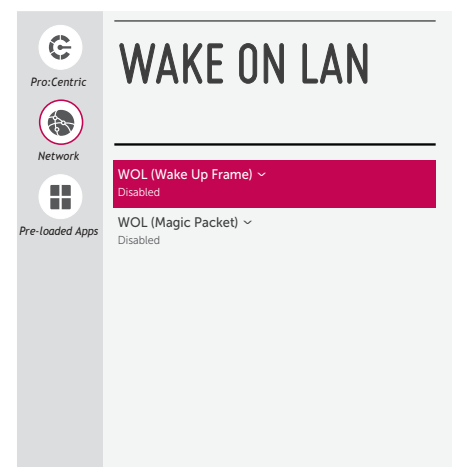 Pro:Centric
Network
Pre-loaded Apps
WAKE ON LAN
WOL (Wake Up Frame)
Disabled
WOL (Magic Packet)
Disabled